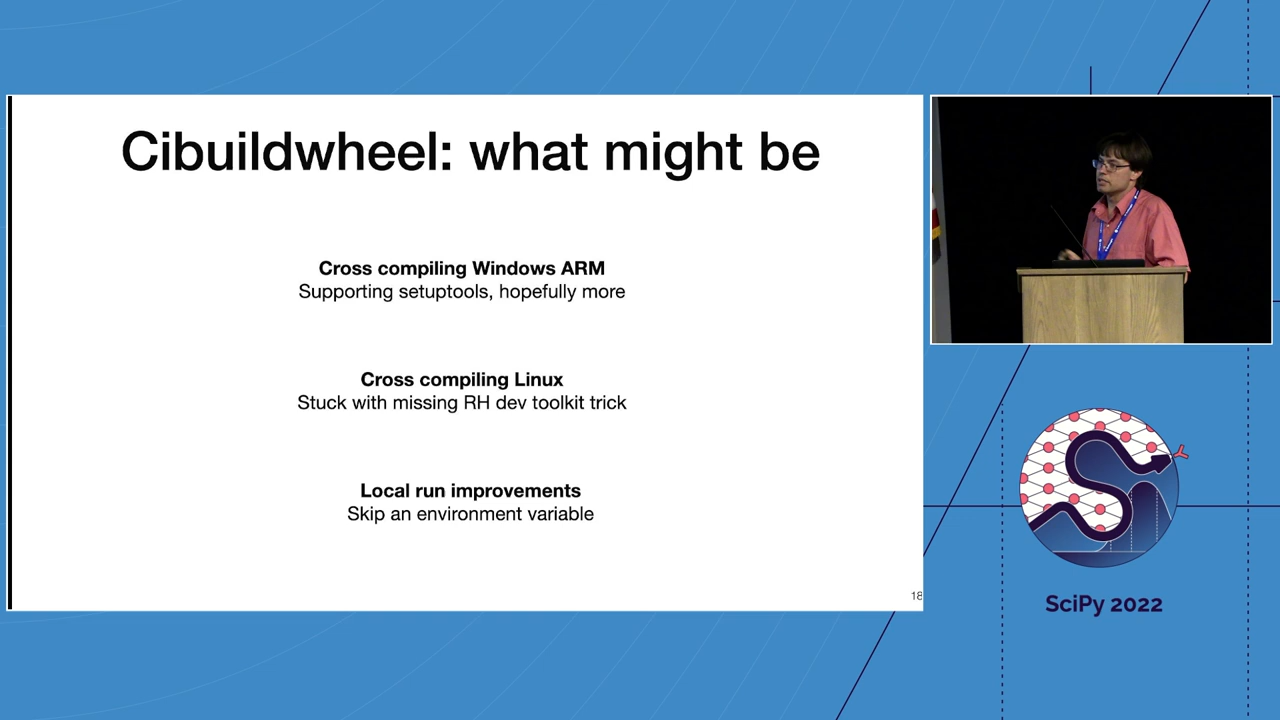 Cibuildwheel: what might be
Cross compiling Windows ARM
Supporting setuptools, hopefully more
Cross compiling Linux
Stuck with missing RH dev toolkit trick
Local run improvements
Skip an environment variable
18
SciPy 2022